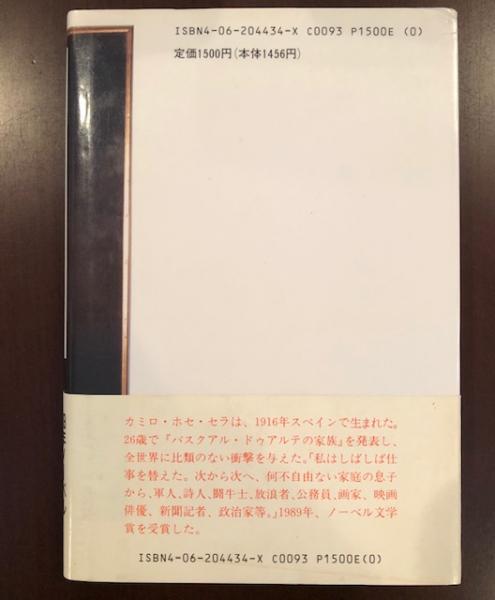 ISBN4-06-204434-X C0093 P1500E (0)
定価1500円(本体1456円)
カミロ・ホセ・セラは、1916年スペインで生まれた。
26歳で『パスクアル・ドゥアルテの家族』を発表し、
全世界に比類のない衝撃を与えた。「私はしばしば仕
事を替えた。次から次へ、何不自由ない家庭の息子
から、軍人、詩人、闘牛士、放浪者、公務員、画家、映画
俳優、新聞記者、政治家等。」1989年、ノーベル文学
賞を受賞した。
ISBN4-06-204434-X C0093 P1500E(0)